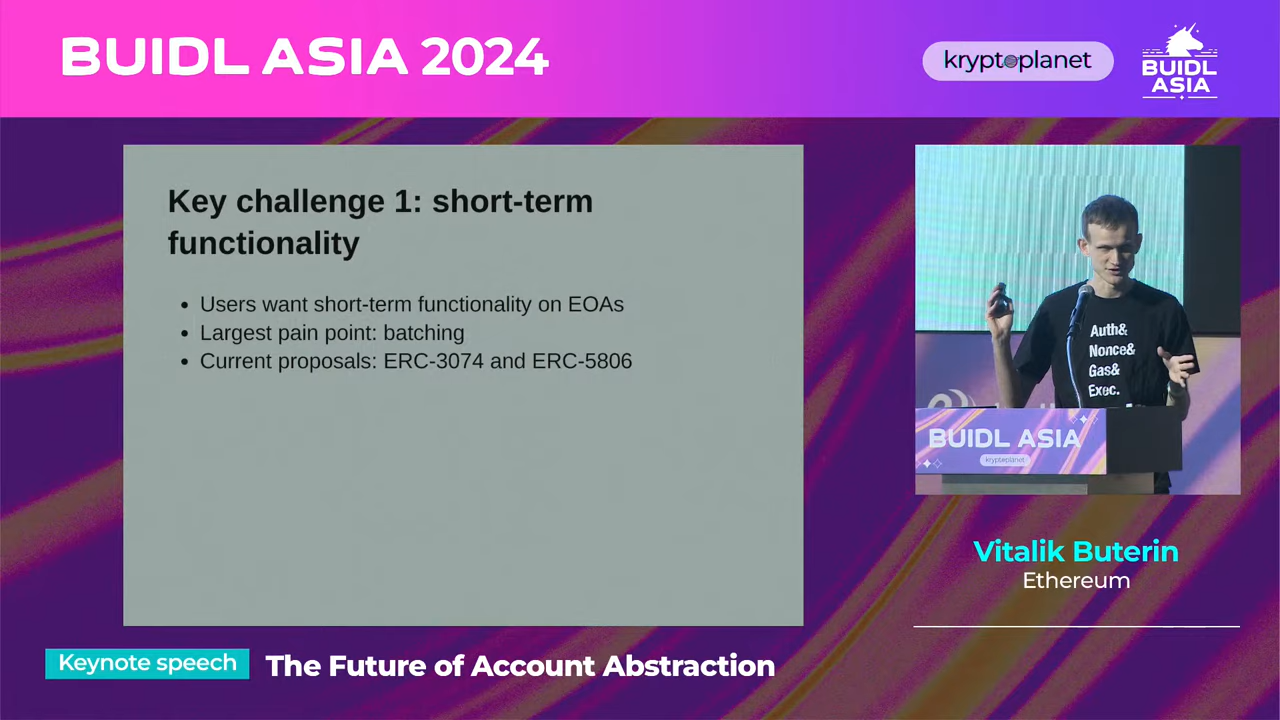 BUIDL ASIA 2024
kryptoplanet
BUIDL
ASIA
Key challenge 1: short-term
functionality
• Users want short-term functionality on EOAs
• Largest pain point: batching
• Current proposals: ERC-3074 and ERC-5806
Auth&
Nonce&
Gas&
Exec.
BUIDL ASIA
kryptoplanet
Vitalik Buterin
Ethereum
Keynote speech
The Future of Account Abstraction